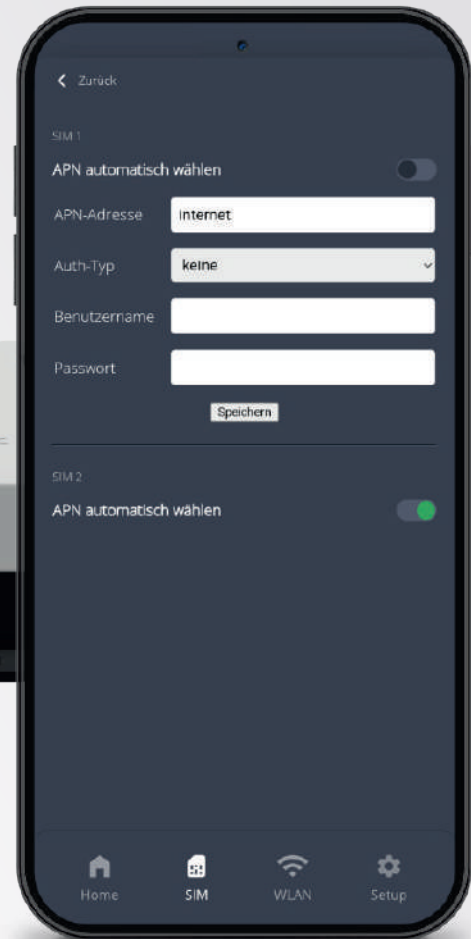 Zurück
SIM 1
APN automatisch wählen
APN-Adresse internet
Auth-Typ keine
Benutzername
Passwort
Speichern
SIM 2
APN automatisch wählen
Home SIM WLAN Setup